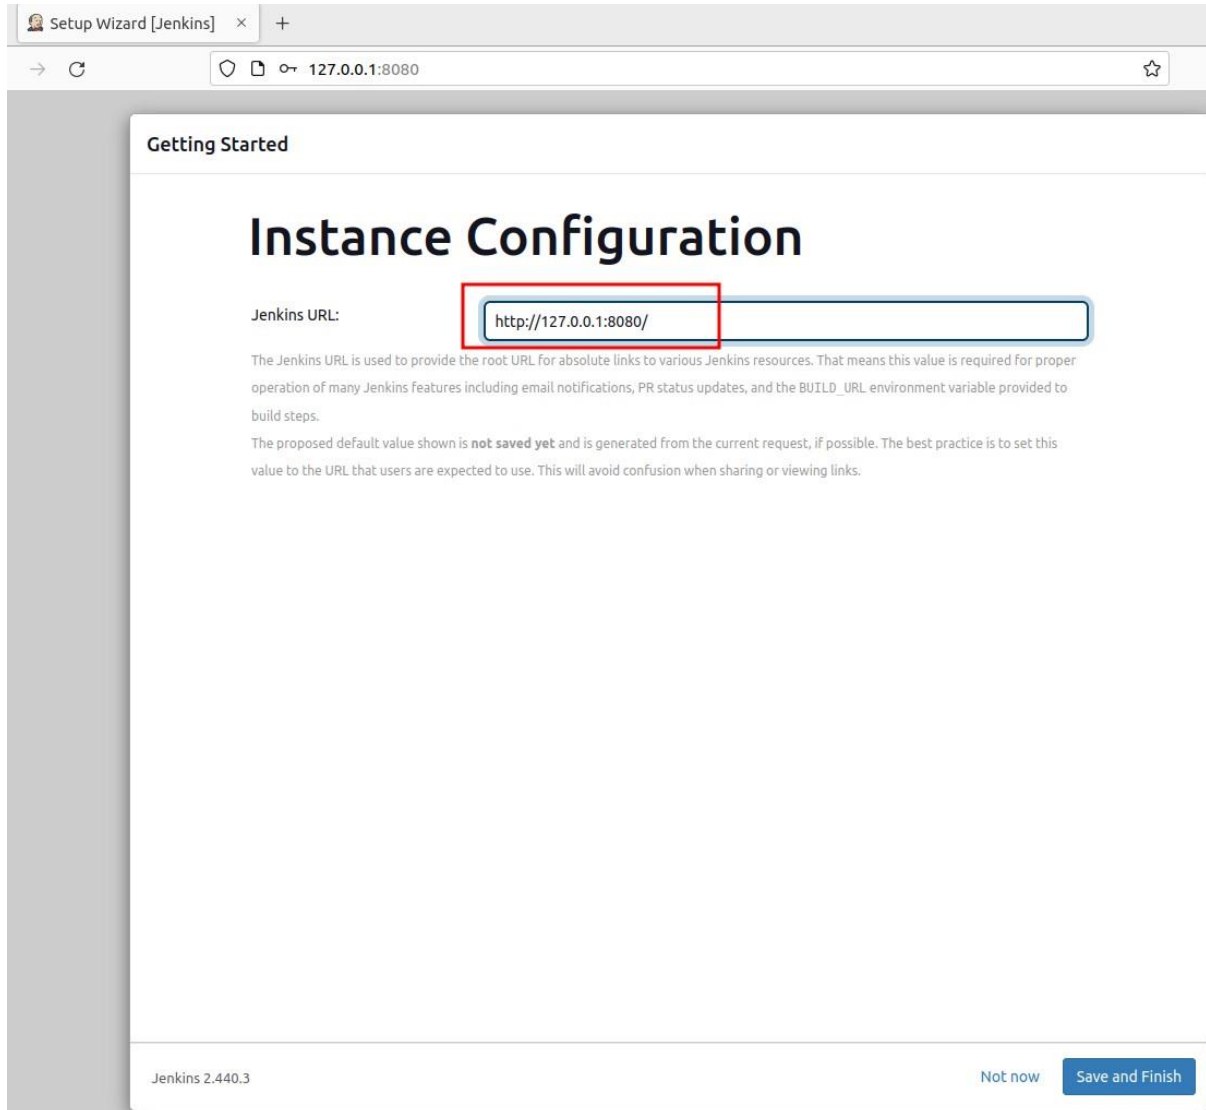 Setup Wizard [Jenkins]
127.0.0.1:8080
Getting Started
Instance Configuration
Jenkins URL:
http://127.0.0.1:8080/
The Jenkins URL is used to provide the root URL for absolute links to various Jenkins resources. That means this value is required for proper
operation of many Jenkins features including email notifications, PR status updates, and the BUILD_URL environment variable provided to
build steps.
The proposed default value shown is not saved yet and is generated from the current request, if possible. The best practice is to set this
value to the URL that users are expected to use. This will avoid confusion when sharing or viewing links.
Jenkins 2.440.3
Not now
Save and Finish